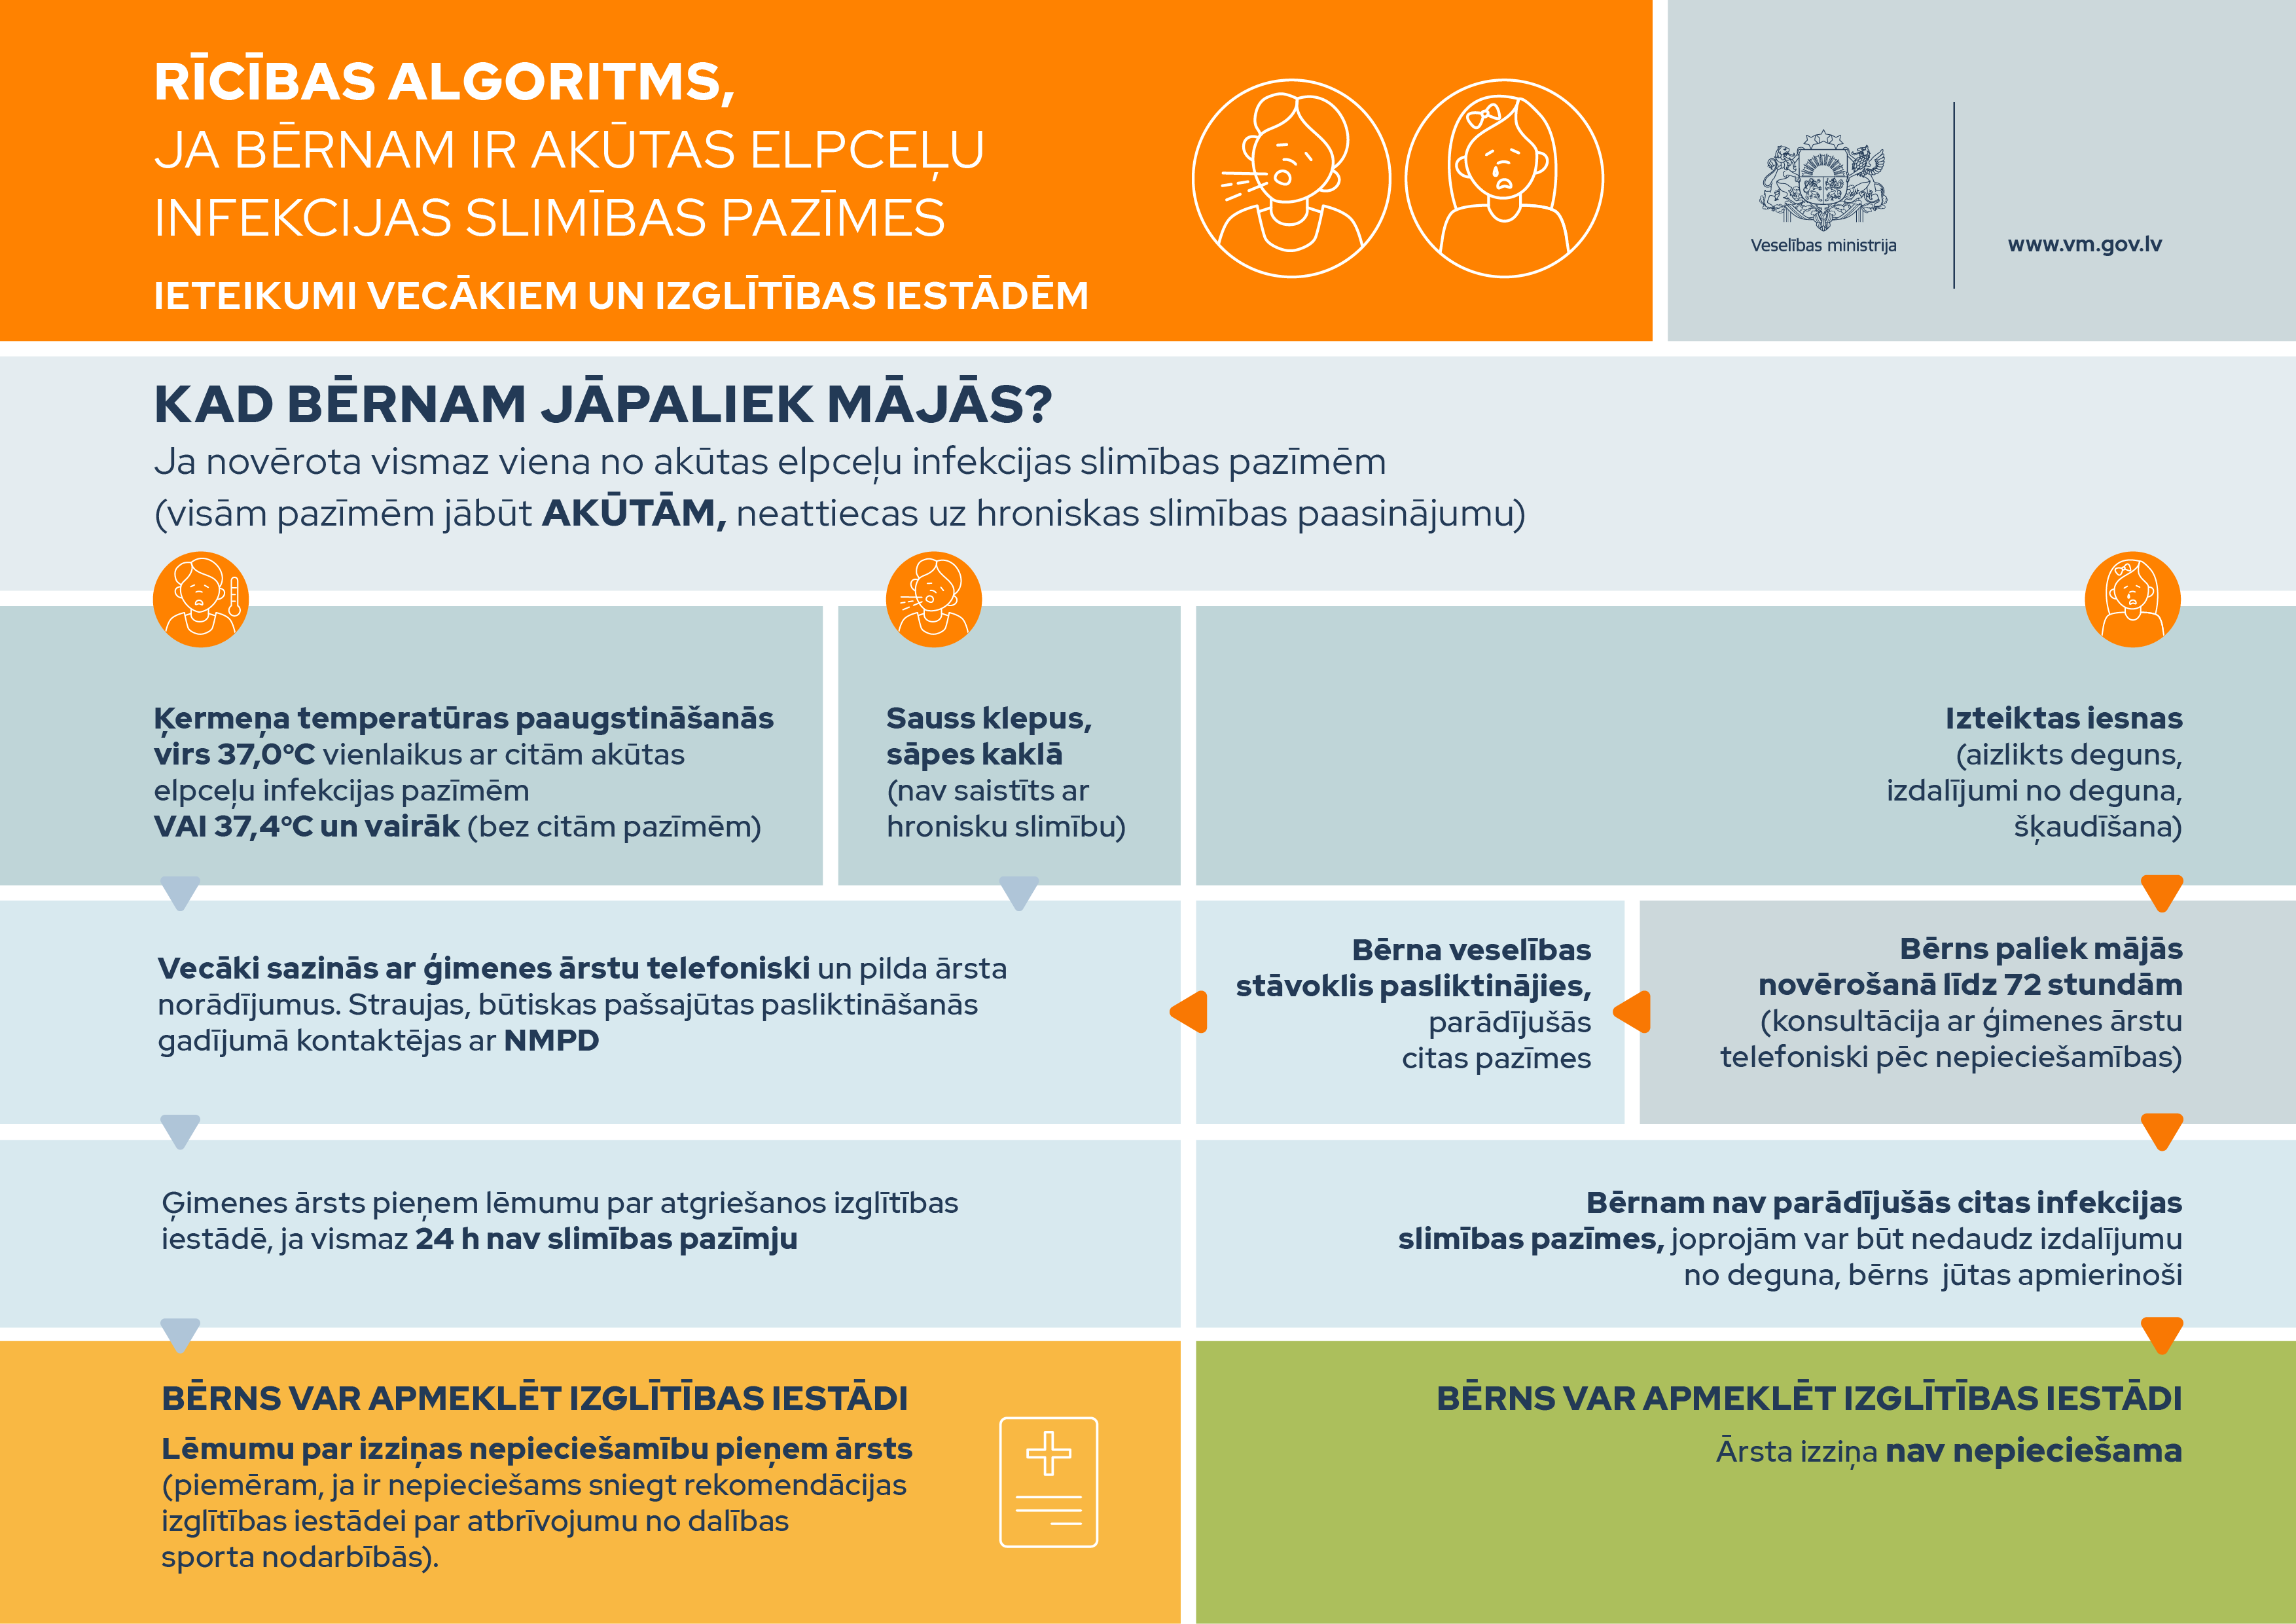 RĪCĪBAS ALGORITMS,
JA BĒRNAM IR AKŪTAS ELPCEĻU
INFEKCIJAS SLIMĪBAS PAZĪMES
IETEIKUMI VECĀKIEM UN IZGLĪTĪBAS IESTĀDĒM
Veselības ministrija
www.vm.gov.lv
KAD BĒRNAM JĀPALIEK MĀJĀS?
Ja novērota vismaz viena no akūtas elpceļu infekcijas slimības pazīmēm
(visām pazīmēm jābūt AKŪTĀM, neattiecas uz hroniskas slimības paasinājumu)
Ķermeņa temperatūras paaugstināšanās
virs 37,0°C vienlaikus ar citām akūtas
elpceļu infekcijas pazīmēm
VAI 37,4°C un vairāk (bez citām pazīmēm)
Sauss klepus,
sāpes kaklā
(nav saistīts ar
hronisku slimību)
Izteiktas iesnas
(aizlikts deguns,
izdalījumi no deguna,
šķaudīšana)
Vecāki sazinās ar ģimenes ārstu telefoniski un pilda ārsta
norādījumus. Straujas, būtiskas pašsajūtas pasliktināšanās
gadījumā kontaktējas ar NMPD
Bērna veselības
stāvoklis pasliktinājies,
parādījušās
citas pazīmes
Bērns paliek mājās
novērošanā līdz 72 stundām
(konsultācija ar ģimenes ārstu
telefoniski pēc nepieciešamības)
Ģimenes ārsts pieņem lēmumu par atgriešanos izglītības
iestādē, ja vismaz 24 h nav slimības pazīmju
Bērnam nav parādījušās citas infekcijas
slimības pazīmes, joprojām var būt nedaudz izdalījumu
no deguna, bērns jūtas apmierinoši
BĒRNS VAR APMEKLĒT IZGLĪTĪBAS IESTĀDI
Lēmumu par izziņas nepieciešamību pieņem ārsts
(piemēram, ja ir nepieciešams sniegt rekomendācijas
izglītības iestādei par atbrīvojumu no dalības
sporta nodarbībās).
BĒRNS VAR APMEKLĒT IZGLĪTĪBAS IESTĀDI
Ārsta izziņa nav nepieciešama